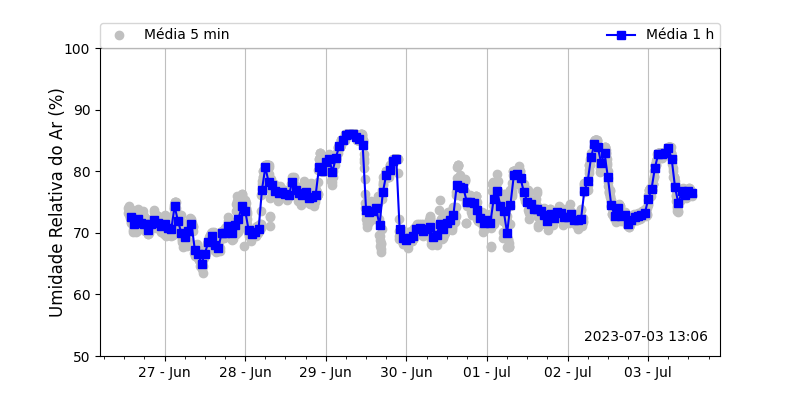 Média 5 min
Média 1 h
Umidade Relativa do Ar (%)
100
90
80
70
60
50
2023-07-03 13:06
27 - Jun
28 - Jun
29 - Jun
30 - Jun
01 - Jul
02 - Jul
03 - Jul